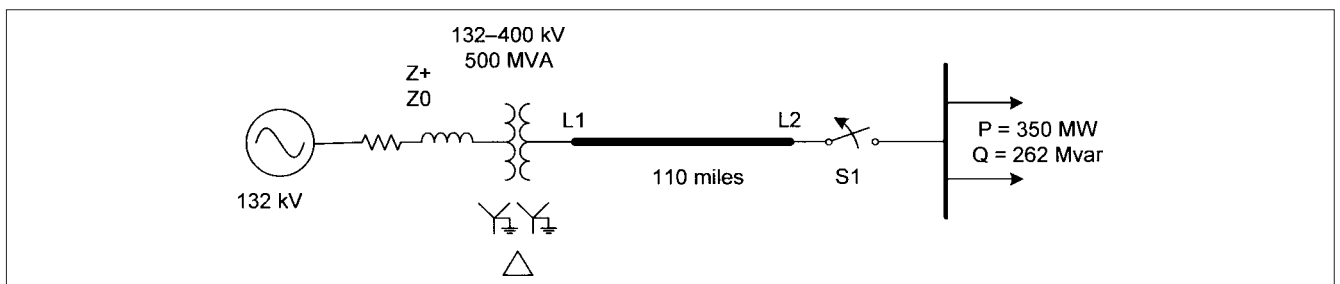 132–400 kV
500 MVA
Z+
Z0
L1
L2
P = 350 MW
Q = 262 Mvar
110 miles
S1
132 kV